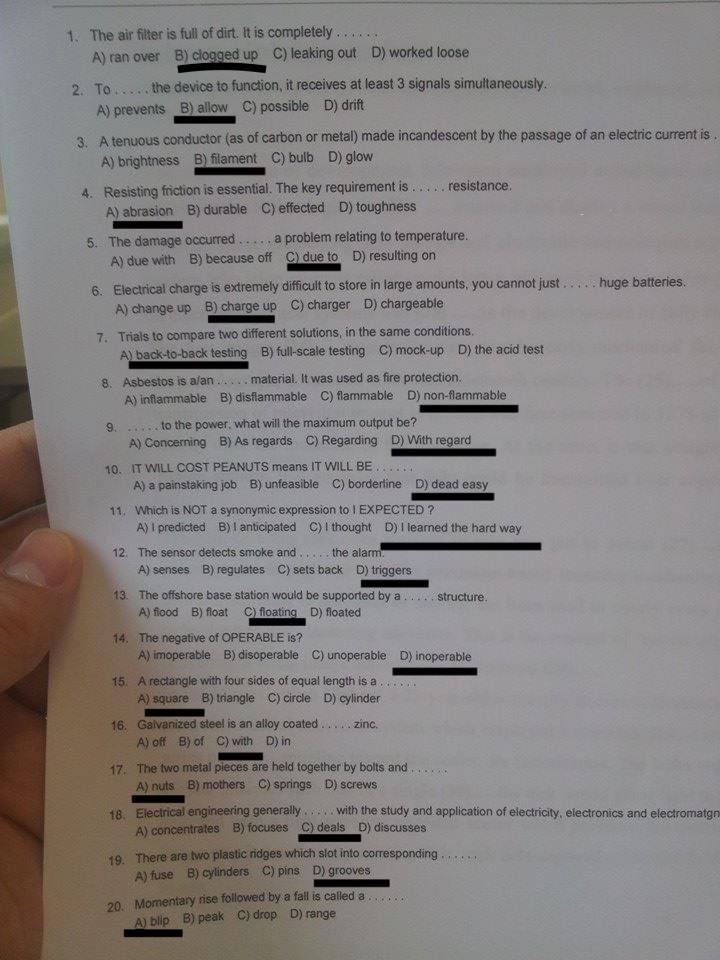 1. The air filter is full of dirt. It is completely . . . . . .
A) ran over B) clogged up C) leaking out D) worked loose
2. To . . . . . the device to function, it receives at least 3 signals simultaneously.
A) prevents B) allow C) possible D) drift
3. A tenuous conductor (as of carbon or metal) made incandescent by the passage of an electric current is .
A) brightness B) filament C) bulb D) glow
4. Resisting friction is essential. The key requirement is . . . . . resistance.
A) abrasion B) durable C) effected D) toughness
5. The damage occurred . . . . . a problem relating to temperature.
A) due with B) because off C) due to D) resulting on
6. Electrical charge is extremely difficult to store in large amounts, you cannot just . . . . . huge batteries.
A) change up B) charge up C) charger D) chargeable
7. Trials to compare two different solutions, in the same conditions.
A) back-to-back testing B) full-scale testing C) mock-up D) the acid test
8. Asbestos is a/an . . . . . material. It was used as fire protection.
A) inflammable B) disflammable C) flammable D) non-flammable
9. . . . . . to the power, what will the maximum output be?
A) Concerning B) As regards C) Regarding D) With regard
10. IT WILL COST PEANUTS means IT WILL BE . . . . . .
A) a painstaking job B) unfeasible C) borderline D) dead easy
11. Which is NOT a synonymic expression to I EXPECTED ?
A) I predicted B) I anticipated C) I thought D) I learned the hard way
12. The sensor detects smoke and . . . . . the alarm.
A) senses B) regulates C) sets back D) triggers
13. The offshore base station would be supported by a . . . . . structure.
A) flood B) float C) floating D) floated
14. The negative of OPERABLE is?
A) imoperable B) disoperable C) unoperable D) inoperable
15. A rectangle with four sides of equal length is a . . . . . .
A) square B) triangle C) circle D) cylinder
16. Galvanized steel is an alloy coated . . . . . zinc.
A) off B) of C) with D) in
17. The two metal pieces are held together by bolts and . . . . . .
A) nuts B) mothers C) springs D) screws
18. Electrical engineering generally . . . . . with the study and application of electricity, electronics and electromatgn
A) concentrates B) focuses C) deals D) discusses
19. There are two plastic ridges which slot into corresponding . . . . . .
A) fuse B) cylinders C) pins D) grooves
20. Momentary rise followed by a fall is called a . . . . . .
A) blip B) peak C) drop D) range